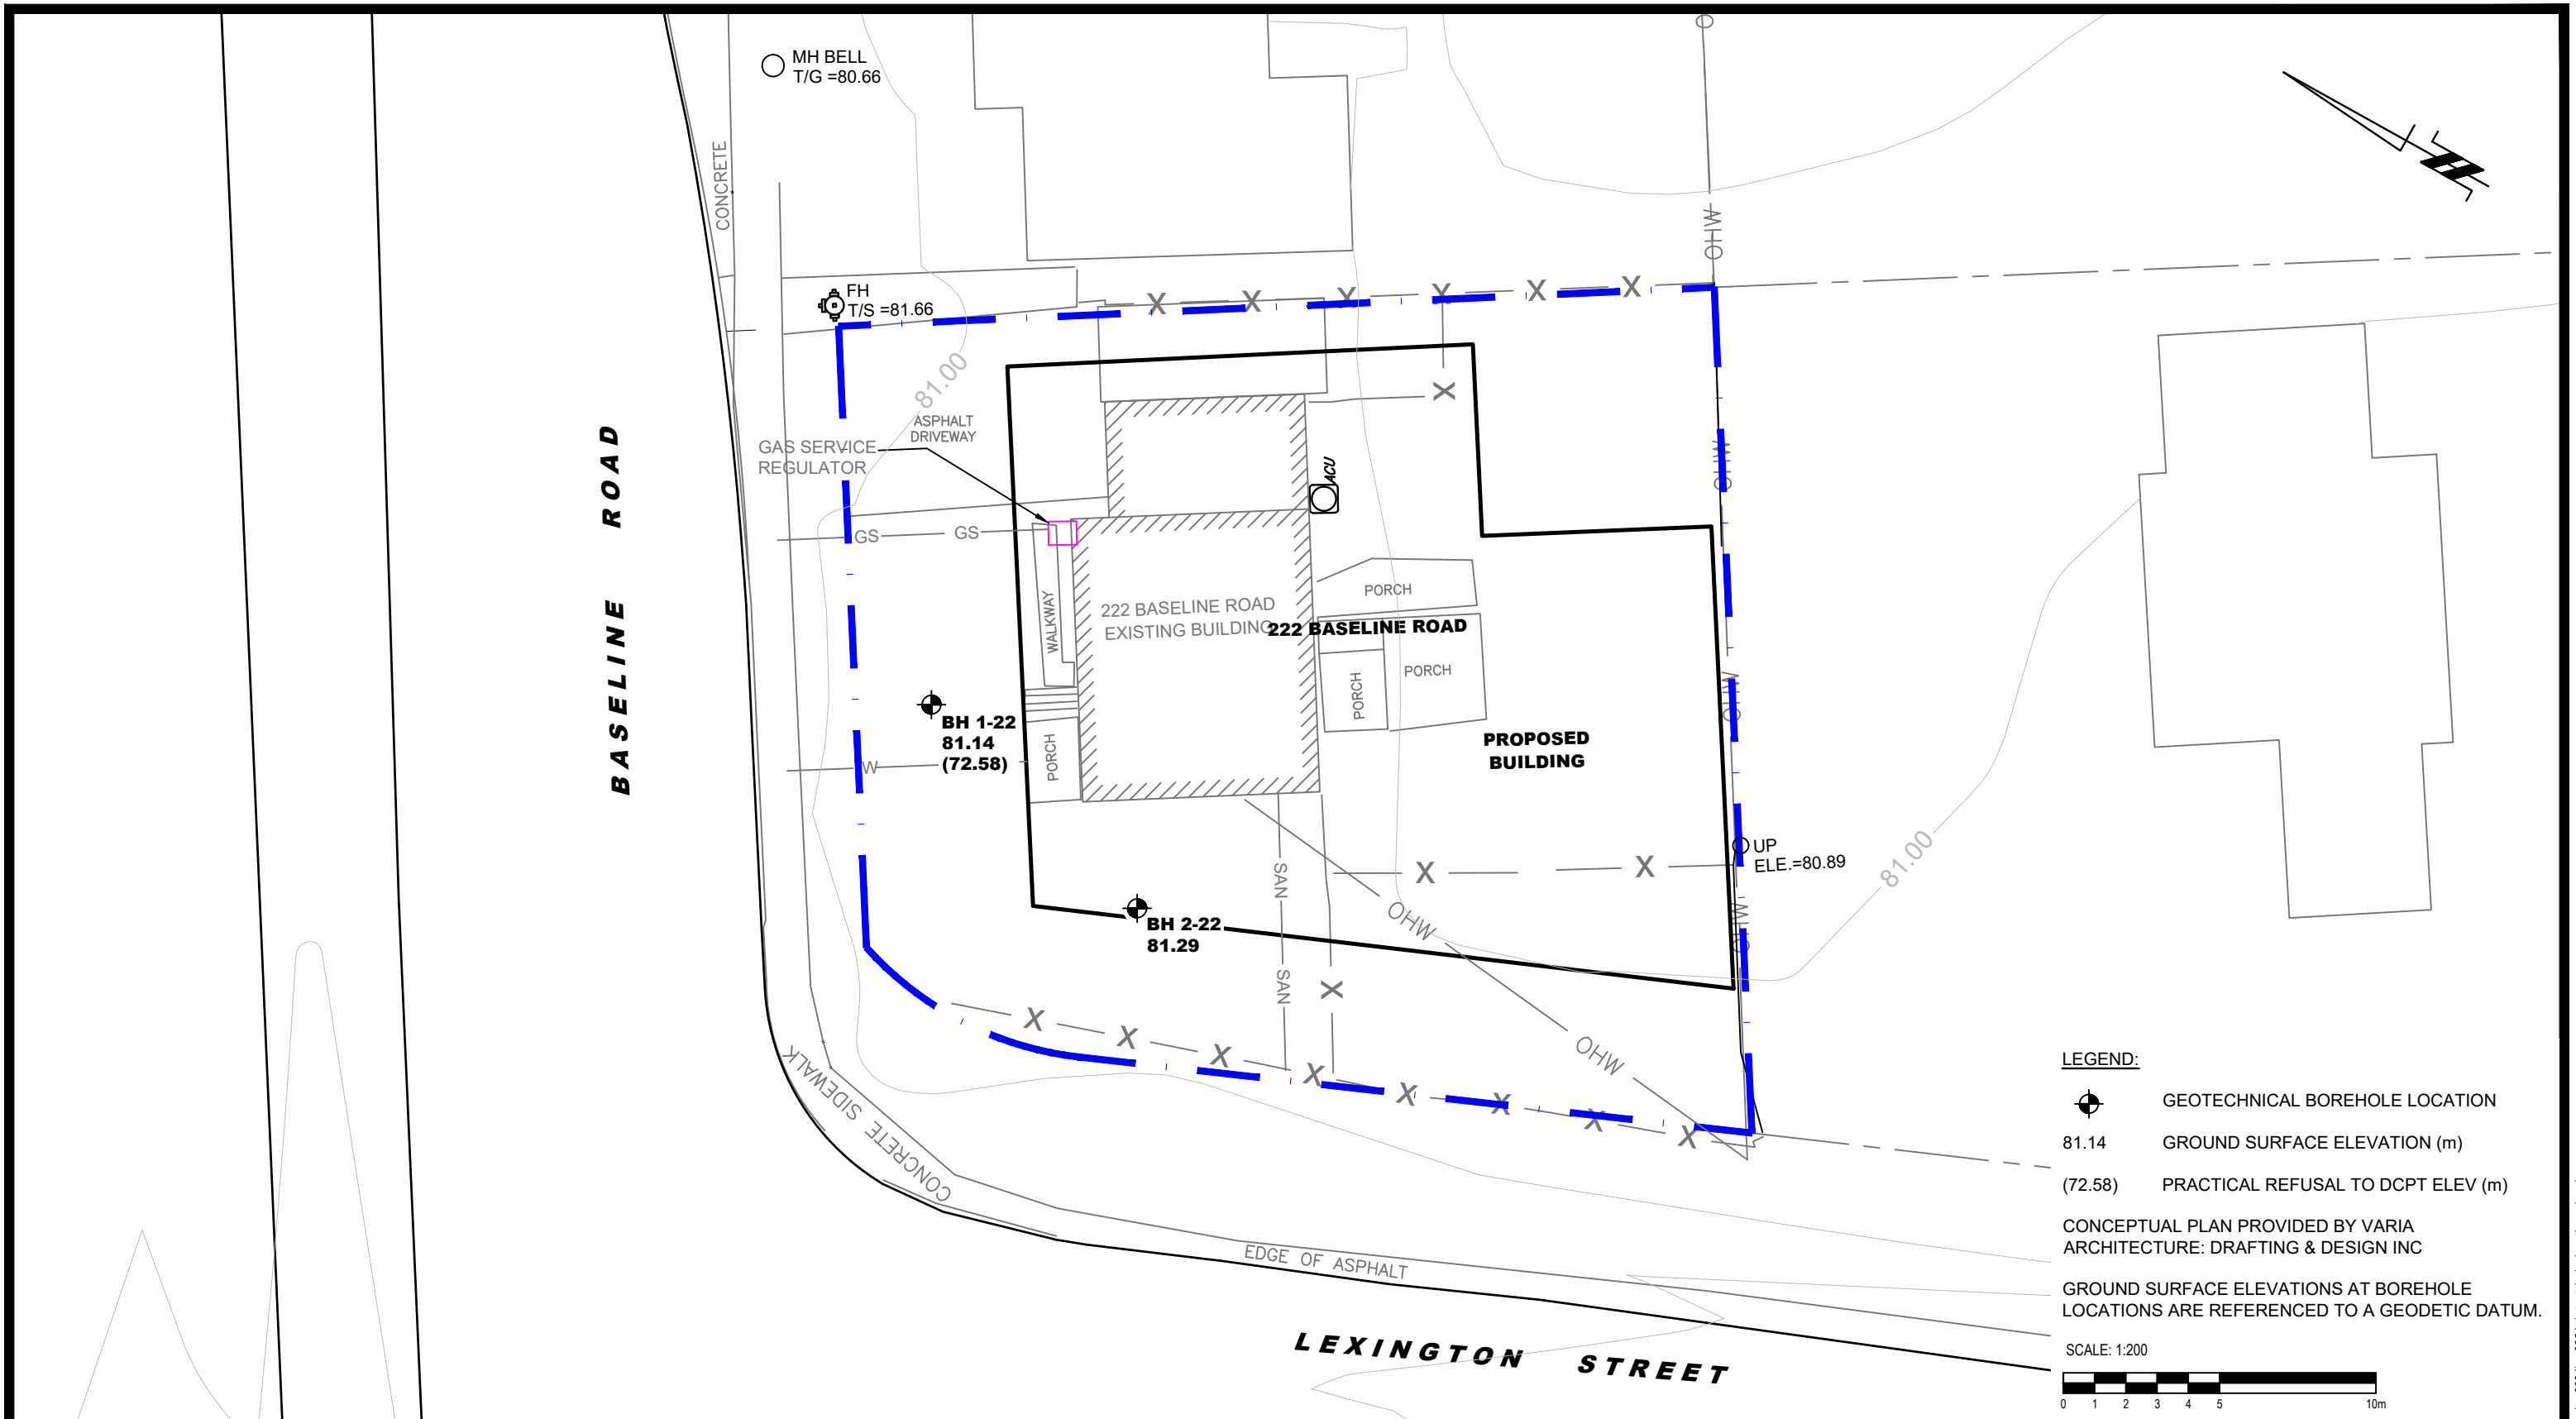 MH BELL
T/G =80.66
CONCRETE
OHW
FH
T/S =81.66
81.00
ASPHALT
DRIVEWAY
GAS SERVICE
REGULATOR
ACU
X X X X X X
X
OHW
GS GS
BASELINE ROAD
WALKWAY
222 BASELINE ROAD
EXISTING BUILDING
222 BASELINE ROAD
PORCH
PORCH
PORCH
OHW
BH 1-22
81.14
(72.58)
W
PORCH
PROPOSED
BUILDING
UP
ELE.=80.89
81.00
SAN
X X
OHW
OHW
BH 2-22
81.29
SAN
X
X X X X X X X X
OHW
CONCRETE SIDEWALK
EDGE OF ASPHALT
LEXINGTON STREET
LEGEND:
GEOTECHNICAL BOREHOLE LOCATION
81.14 GROUND SURFACE ELEVATION (m)
(72.58) PRACTICAL REFUSAL TO DCPT ELEV (m)
CONCEPTUAL PLAN PROVIDED BY VARIA
ARCHITECTURE: DRAFTING & DESIGN INC
GROUND SURFACE ELEVATIONS AT BOREHOLE
LOCATIONS ARE REFERENCED TO A GEODETIC DATUM.
SCALE: 1:200
0 1 2 3 4 5 10m